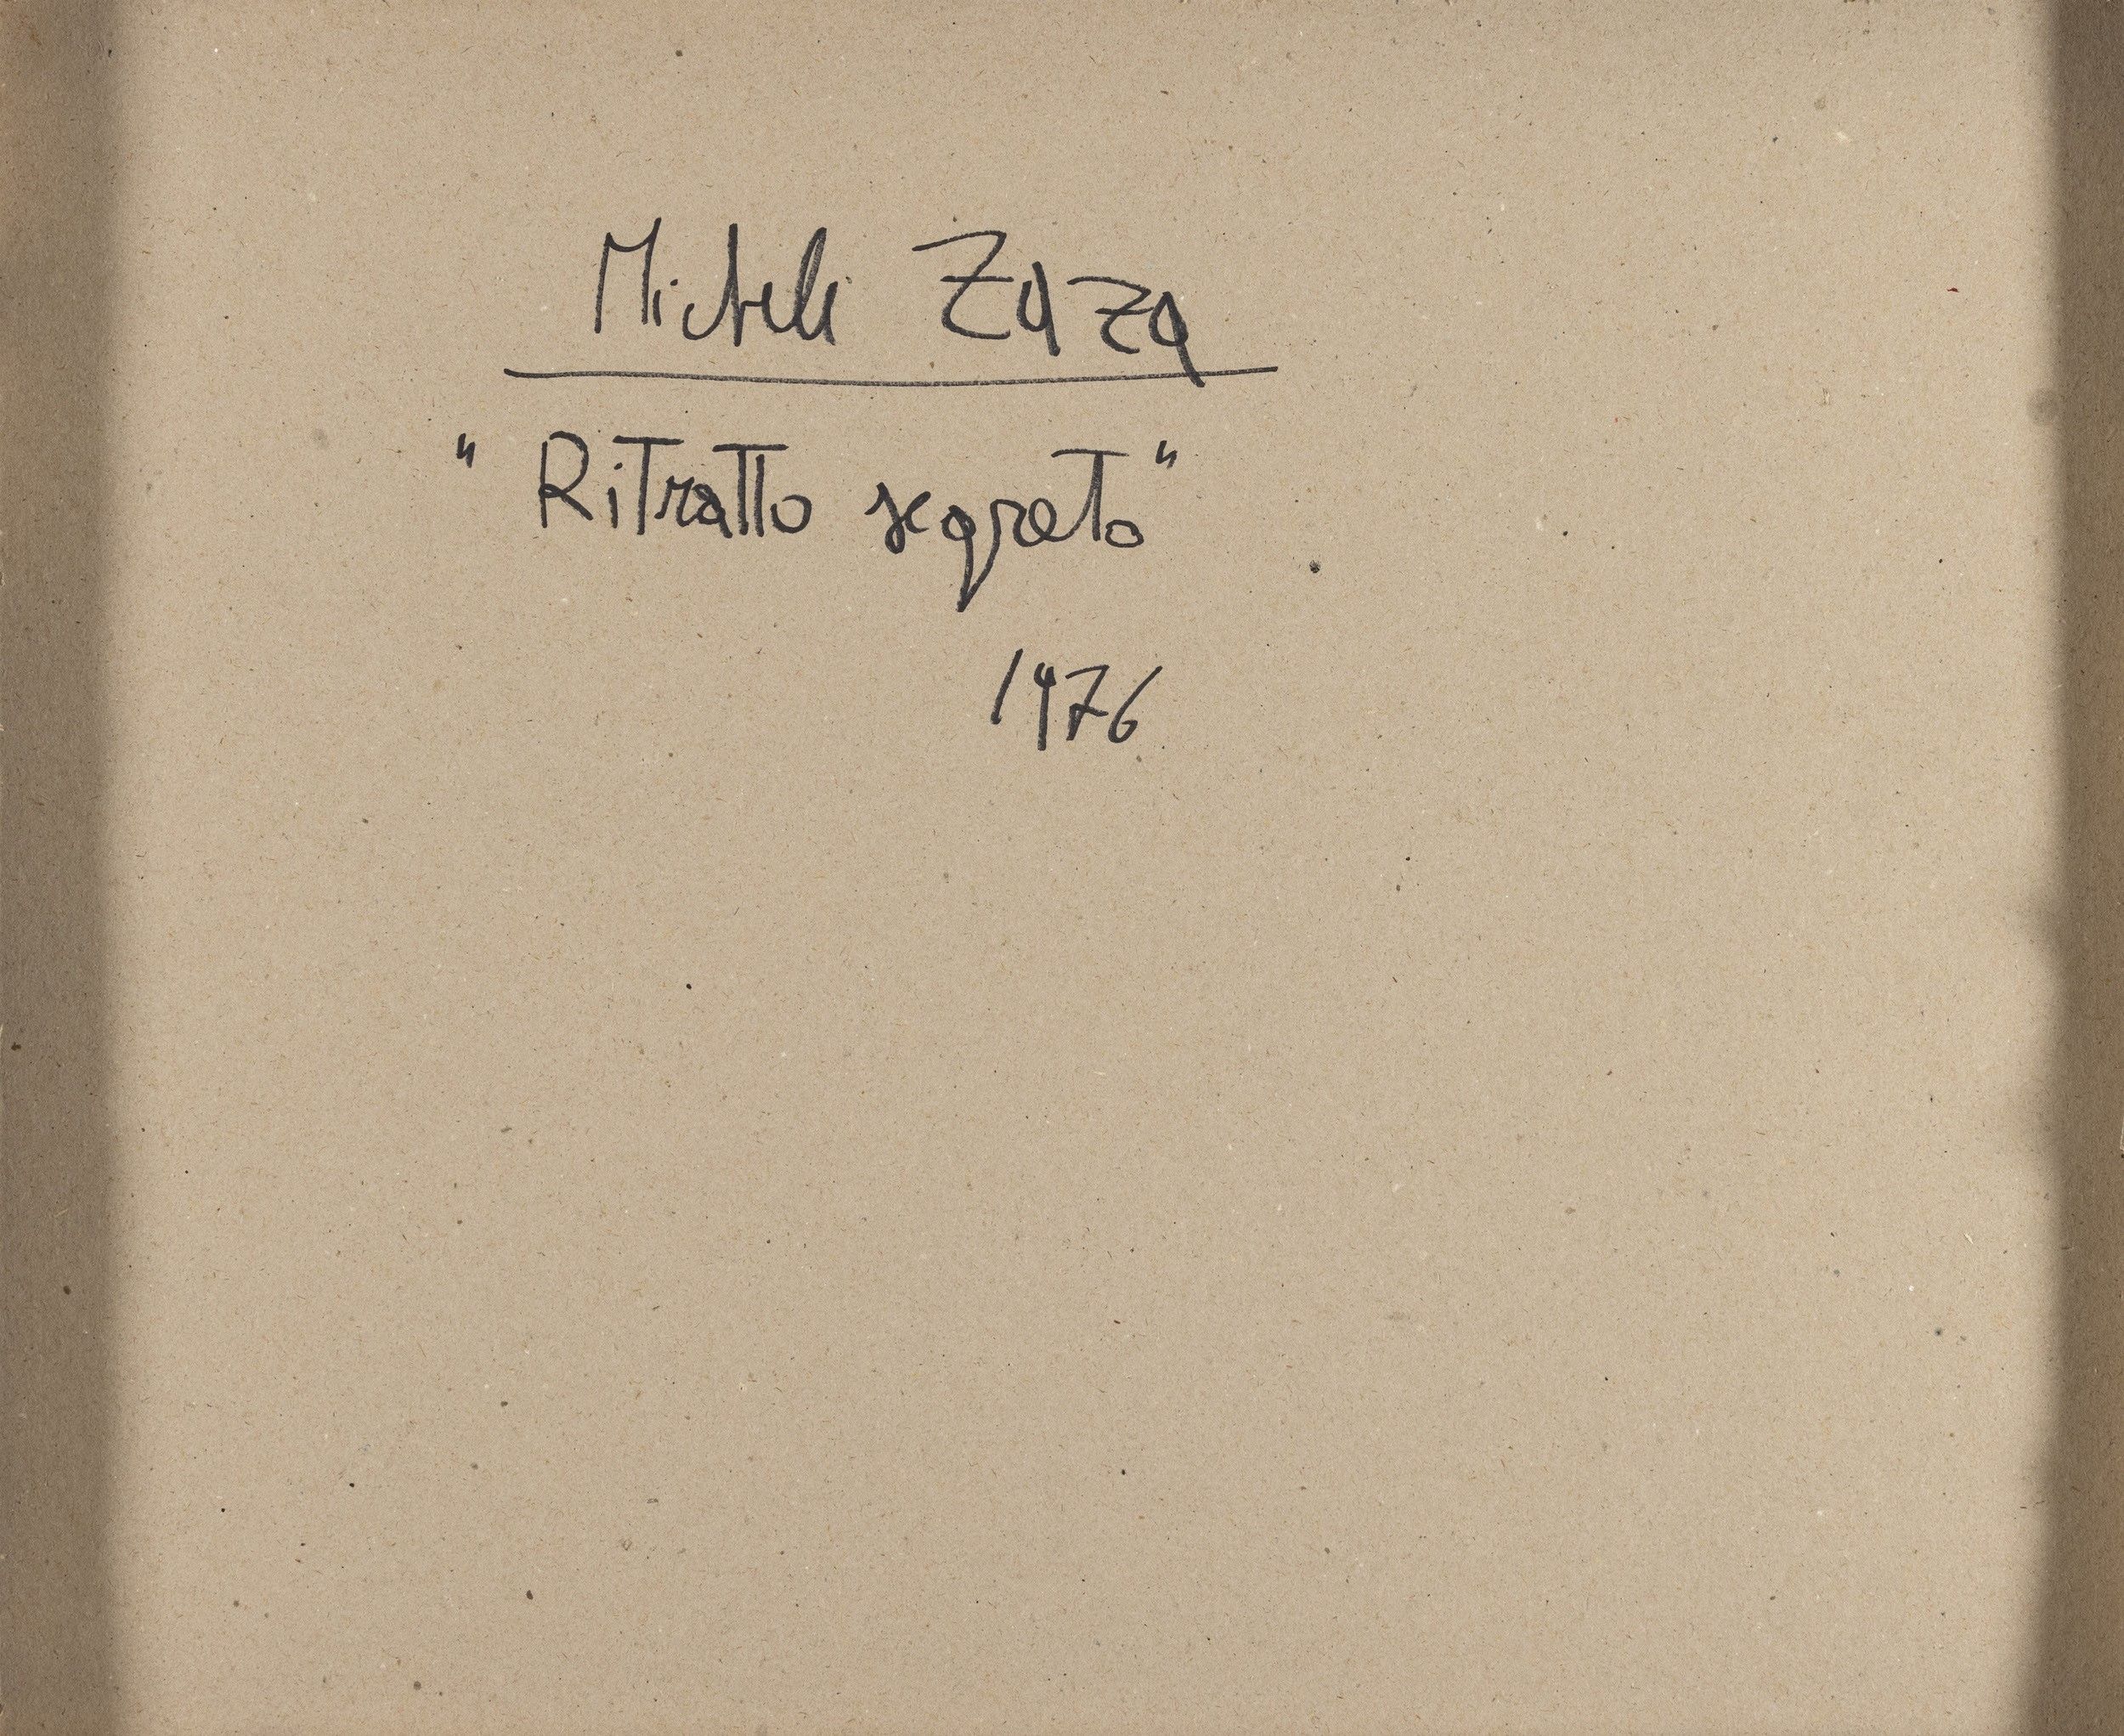 Michele Zaza
"Ritratto segreto"
1976